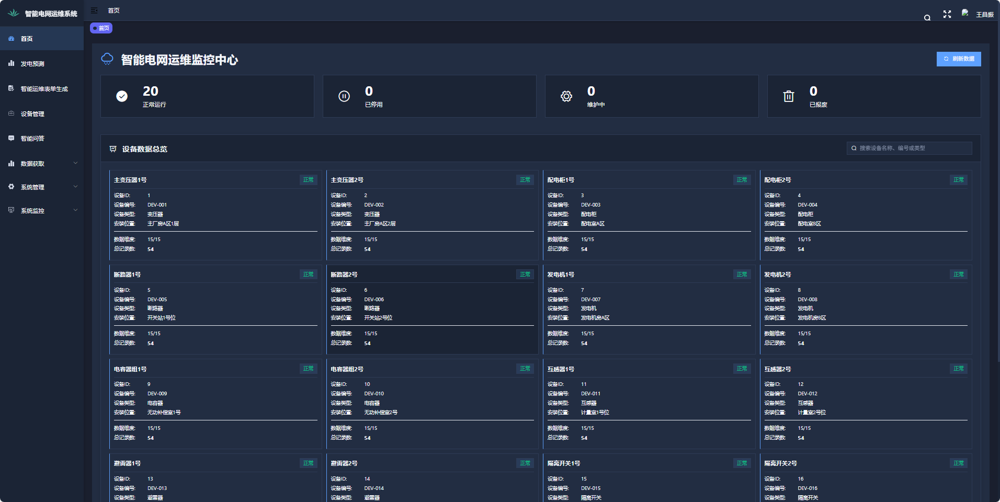 智能电网运维系统
首页
王昌振
首页
首页
发电预测
智能运维表单生成
设备管理
智能问答
数据获取
系统管理
系统监控
智能电网运维监控中心
刷新数据
20
正常运行
0
已停用
0
维护中
0
已报废
设备数据总览
搜索设备名称、编号或类型
主变压器1号 正常
设备ID: 1
设备编号: DEV-001
设备类型: 变压器
安装位置: 主厂房A区1层
数据维度: 15/15
总记录数: 54
主变压器2号 正常
设备ID: 2
设备编号: DEV-002
设备类型: 变压器
安装位置: 主厂房A区2层
数据维度: 15/15
总记录数: 54
配电柜1号 正常
设备ID: 3
设备编号: DEV-003
设备类型: 配电柜
安装位置: 配电室A区
数据维度: 15/15
总记录数: 54
配电柜2号 正常
设备ID: 4
设备编号: DEV-004
设备类型: 配电柜
安装位置: 配电室B区
数据维度: 15/15
总记录数: 54
断路器1号 正常
设备ID: 5
设备编号: DEV-005
设备类型: 断路器
安装位置: 开关站1号位
数据维度: 15/15
总记录数: 54
断路器2号 正常
设备ID: 6
设备编号: DEV-006
设备类型: 断路器
安装位置: 开关站2号位
数据维度: 15/15
总记录数: 54
发电机1号 正常
设备ID: 7
设备编号: DEV-007
设备类型: 发电机
安装位置: 发电机房A区
数据维度: 15/15
总记录数: 54
发电机2号 正常
设备ID: 8
设备编号: DEV-008
设备类型: 发电机
安装位置: 发电机房B区
数据维度: 15/15
总记录数: 54
电容器组1号 正常
设备ID: 9
设备编号: DEV-009
设备类型: 电容器
安装位置: 无功补偿室1号
数据维度: 15/15
总记录数: 54
电容器组2号 正常
设备ID: 10
设备编号: DEV-010
设备类型: 电容器
安装位置: 无功补偿室2号
数据维度: 15/15
总记录数: 54
互感器1号 正常
设备ID: 11
设备编号: DEV-011
设备类型: 互感器
安装位置: 计量室1号位
数据维度: 15/15
总记录数: 54
互感器2号 正常
设备ID: 12
设备编号: DEV-012
设备类型: 互感器
安装位置: 计量室2号位
数据维度: 15/15
总记录数: 54
避雷器1号 正常
设备ID: 13
设备编号: DEV-013
设备类型: 避雷器
避雷器2号 正常
设备ID: 14
设备编号: DEV-014
设备类型: 避雷器
隔离开关1号 正常
设备ID: 15
设备编号: DEV-015
设备类型: 隔离开关
隔离开关2号 正常
设备ID: 16
设备编号: DEV-016
设备类型: 隔离开关